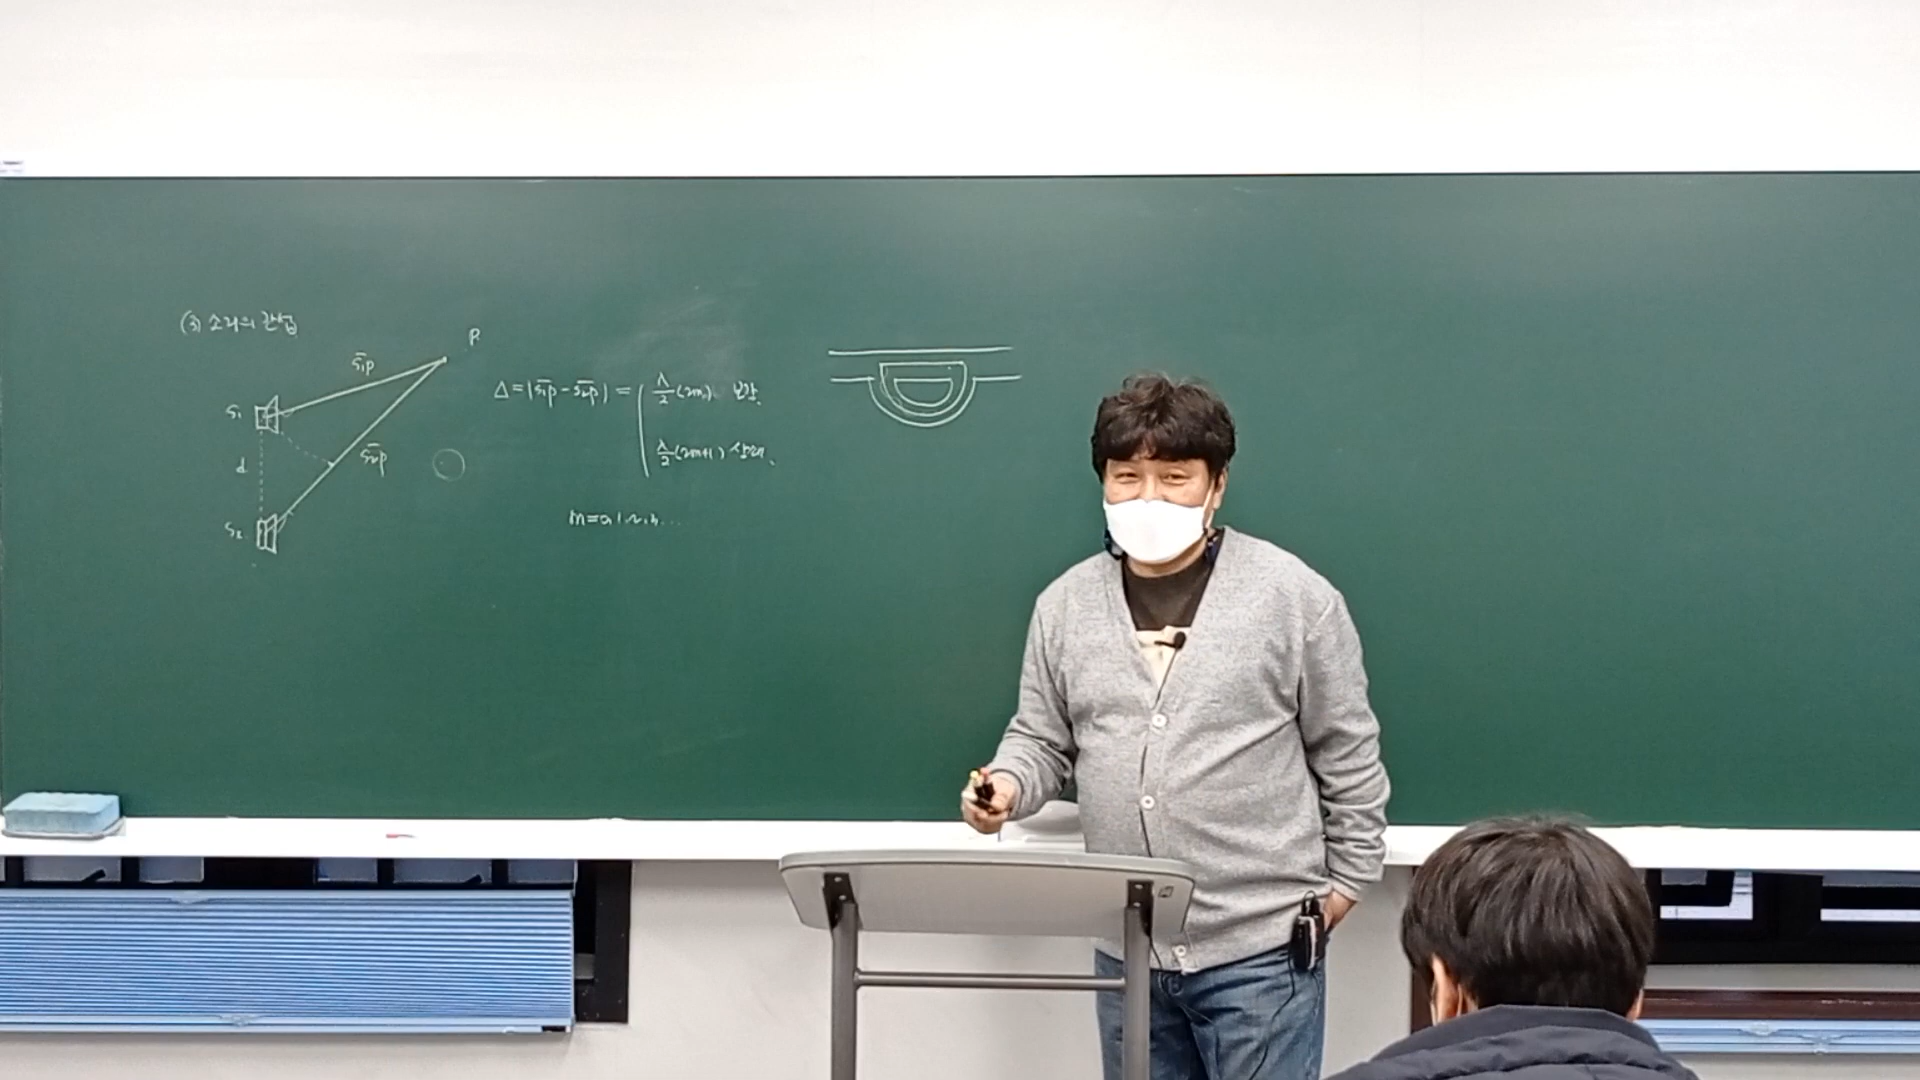 (3) 소리의 간섭
P
S₁P
S₁
Δ=|S₁P-S₂P|= λ/2(2m) 보강.
d
S₂P
λ/2(2m+1) 상쇄.
S₂
m=0,1,2,3...